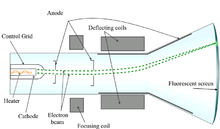 Anode
Deflecting coils
Control Grid
Fluorescent screen
Heater
Cathode
Electron
beam
Focusing coil